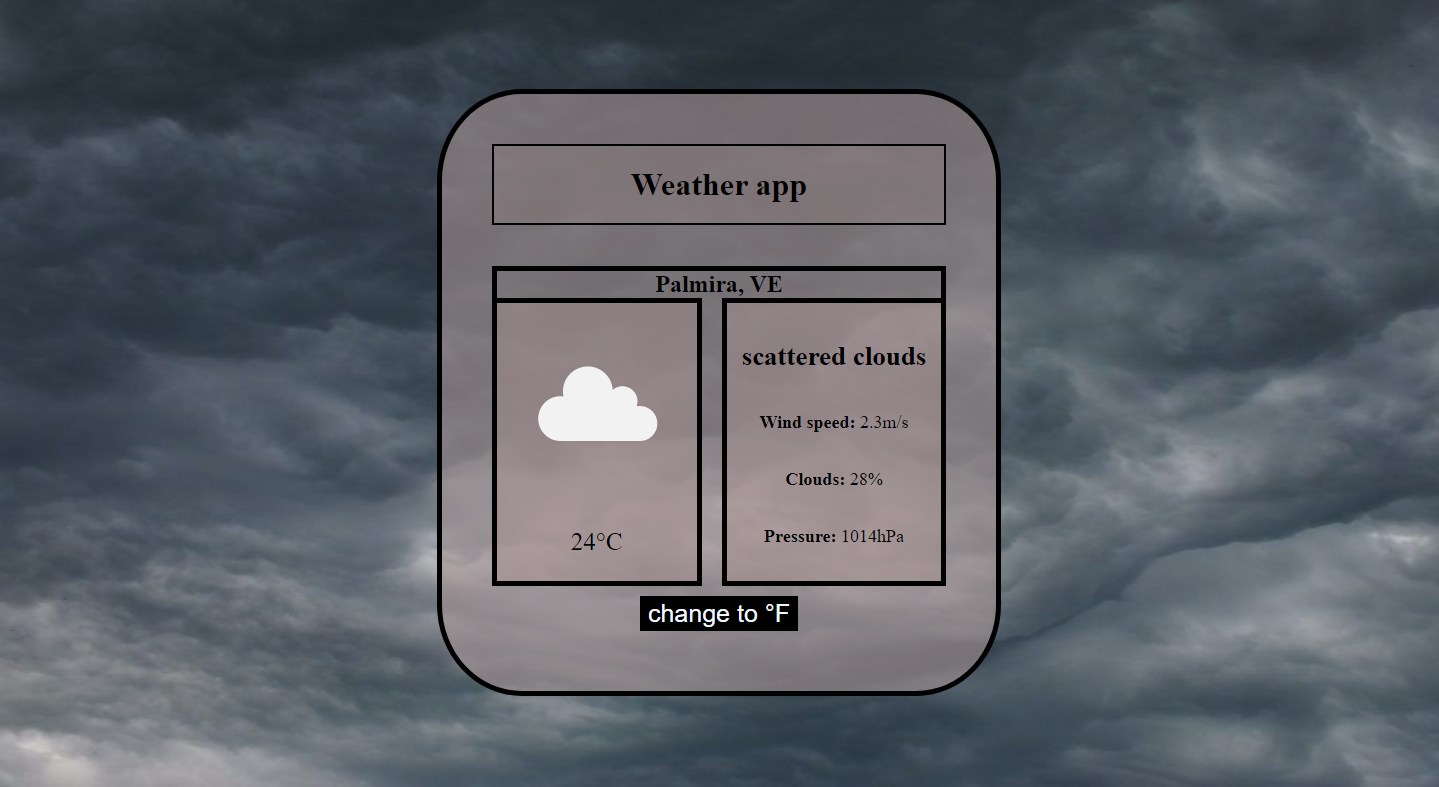 Weather app
Palmira, VE
scattered clouds
Wind speed: 2.3m/s
Clouds: 28%
Pressure: 1014hPa
24°C
change to °F